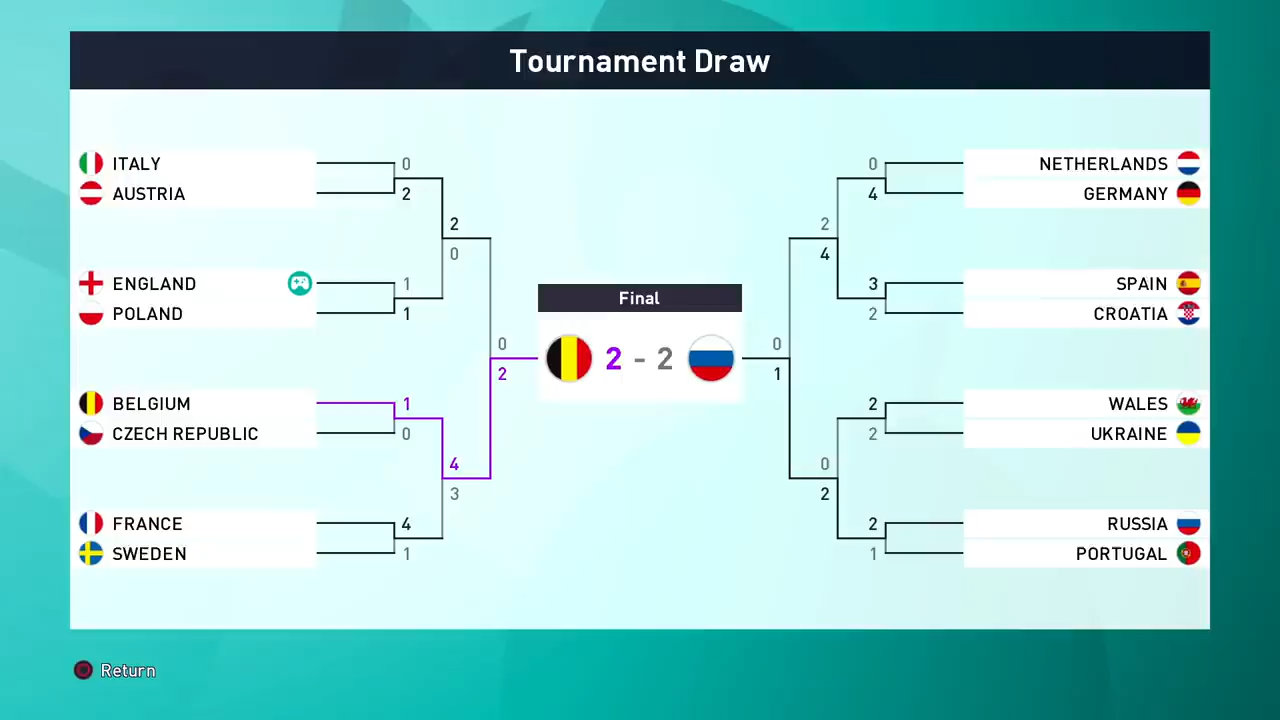 Tournament Draw
ITALY 0
AUSTRIA 2
2
0
ENGLAND 1
POLAND 1
0
2
BELGIUM 1
CZECH REPUBLIC 0
4
3
FRANCE 4
SWEDEN 1
Final
2 - 2
0 NETHERLANDS
4 GERMANY
2
4
3 SPAIN
2 CROATIA
0
1
2 WALES
2 UKRAINE
0
2
2 RUSSIA
1 PORTUGAL
Return